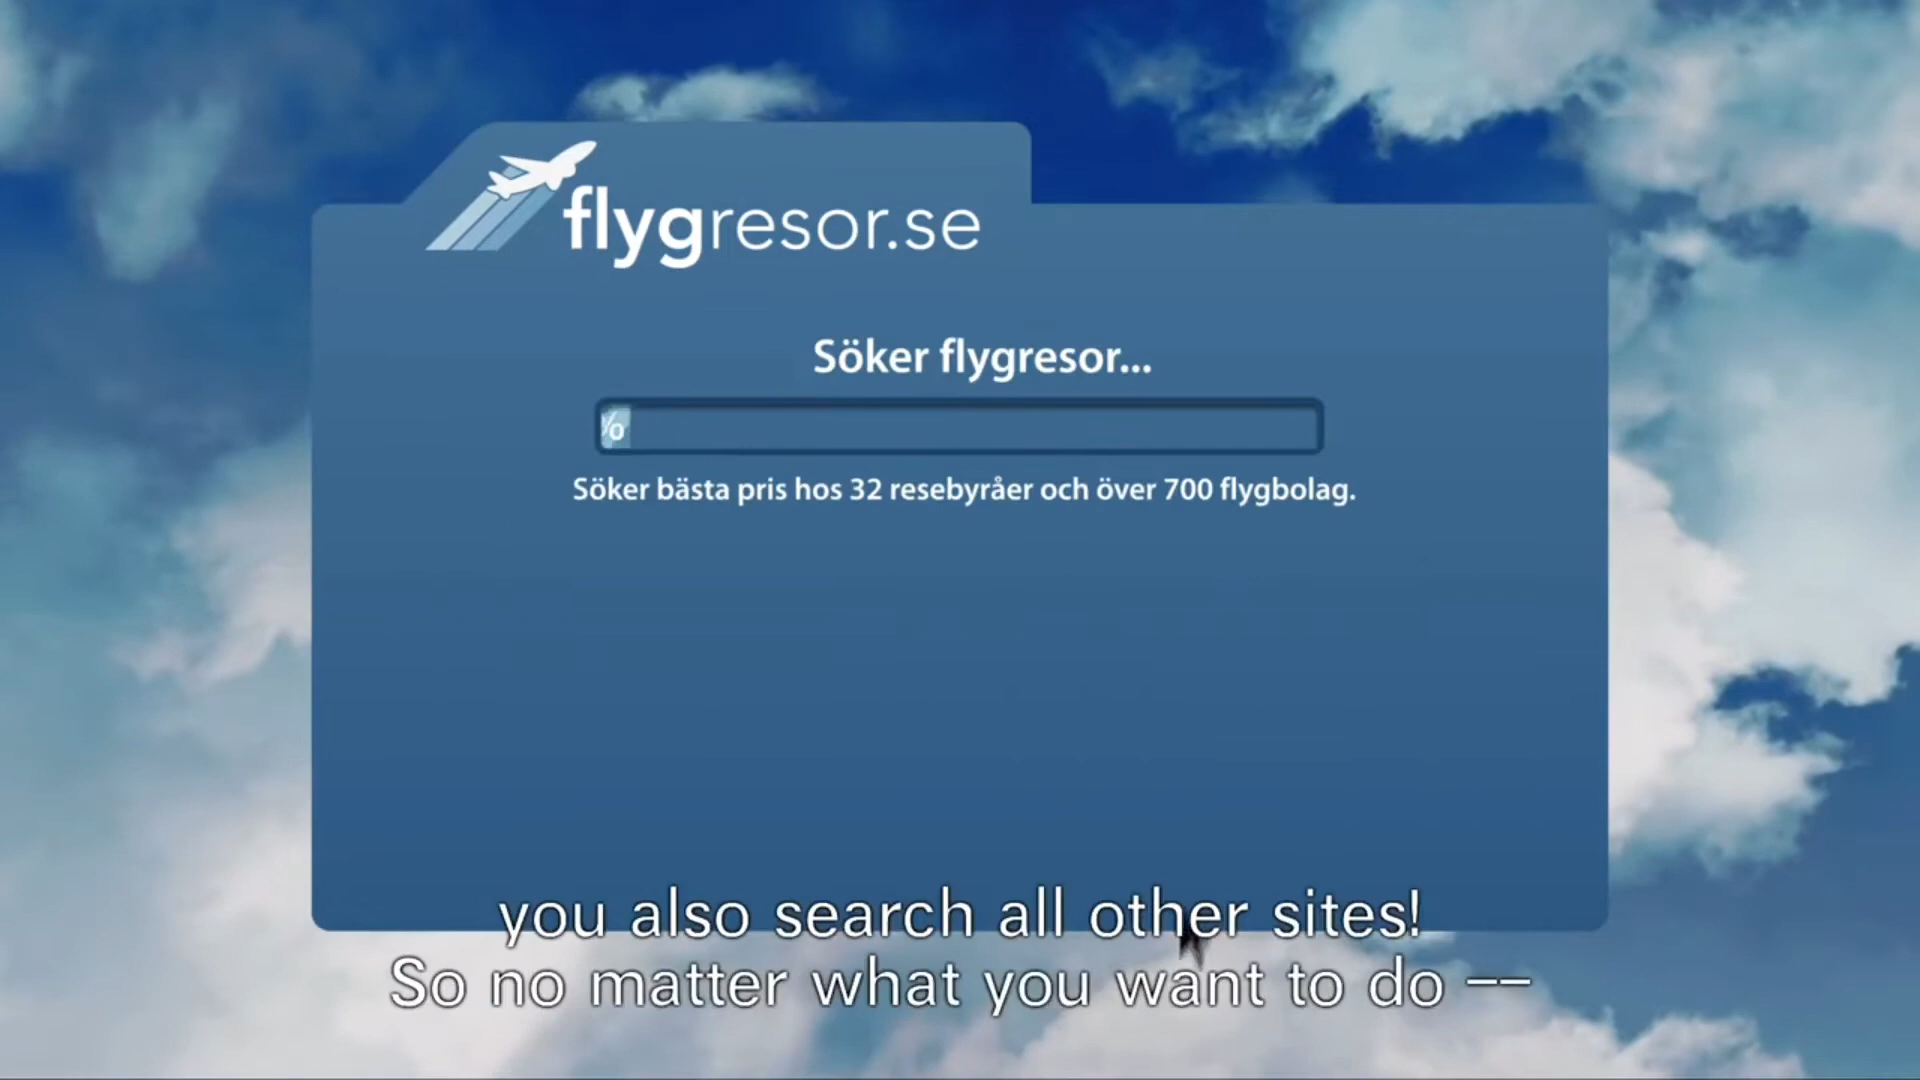 flygresor.se
Söker flygresor...
%
Söker bästa pris hos 32 resebyråer och över 700 flygbolag.
you also search all other sites!
So no matter what you want to do --